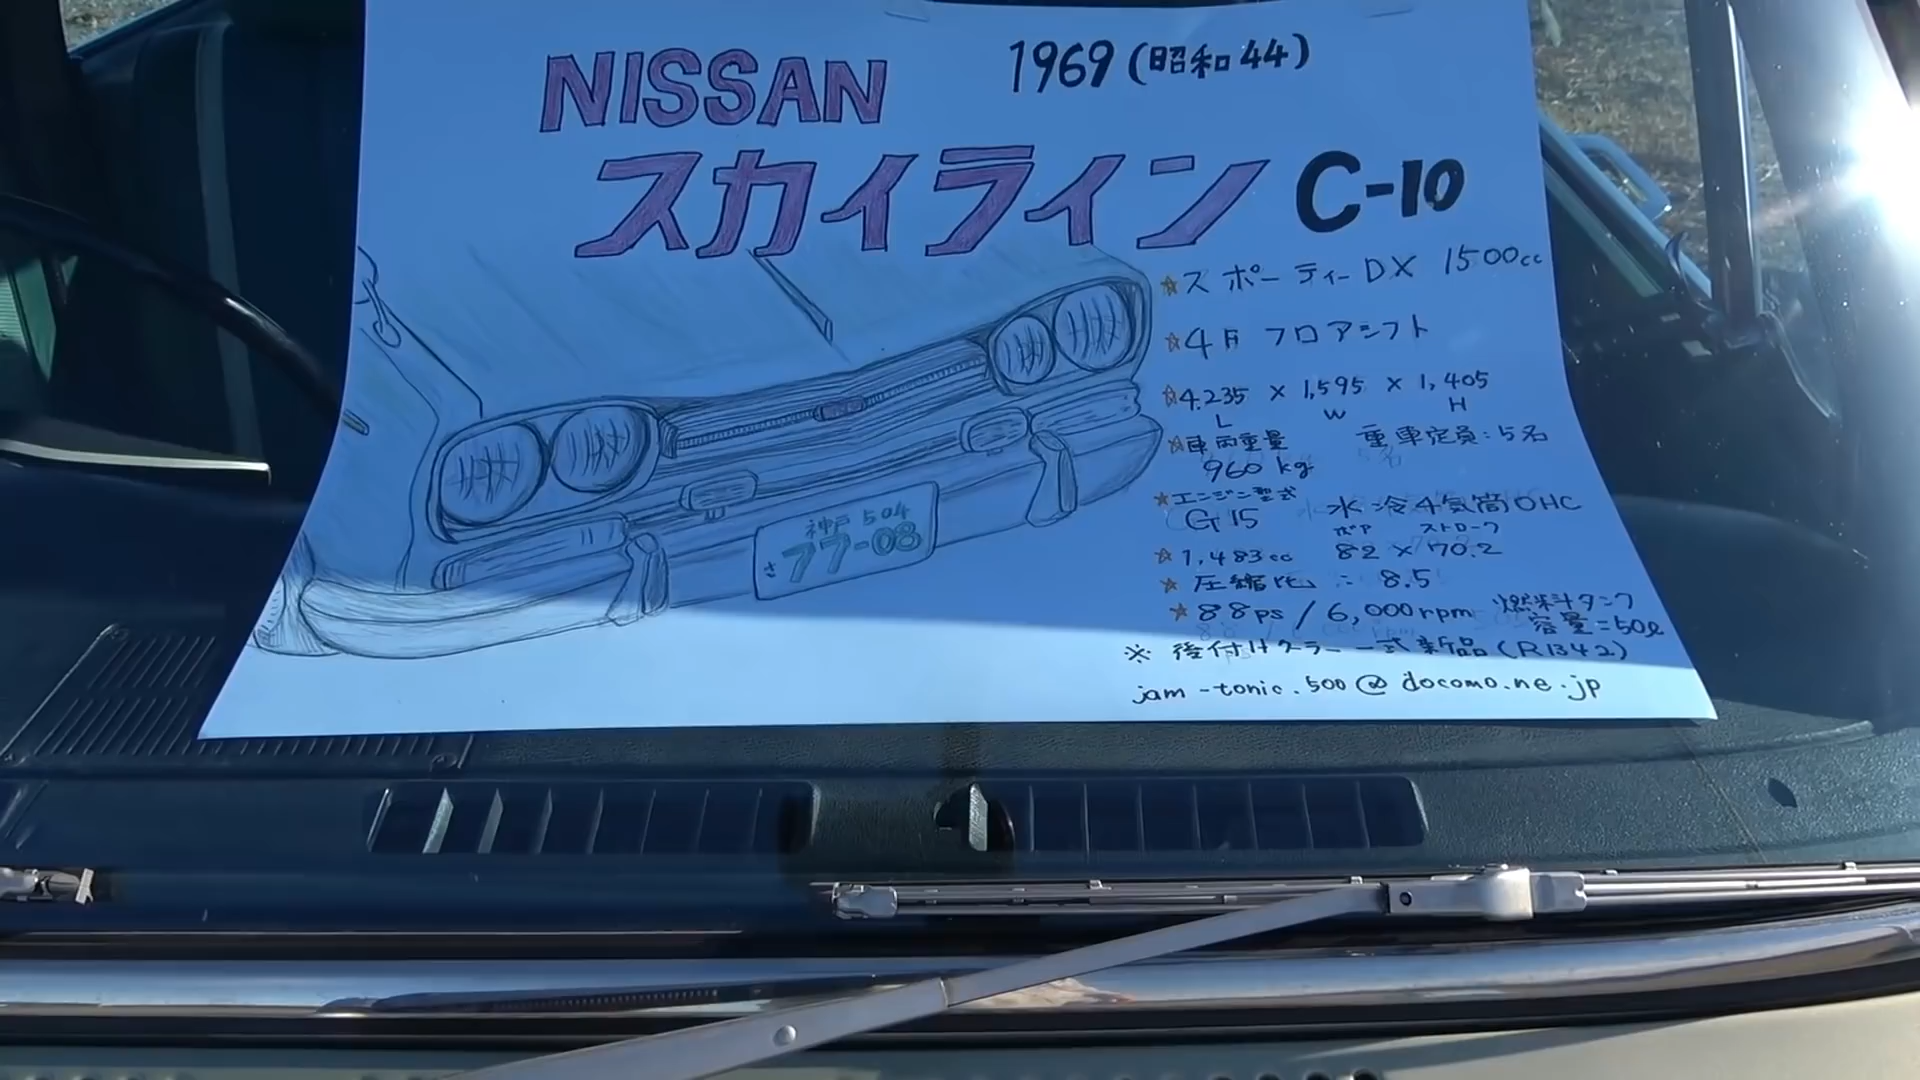 NISSAN 1969 (昭和44)
スカイライン C-10
☆スポーティーDX 1500cc
☆4月 フロアシフト
☆4.235 × 1,595 × 1,405
L W H
☆車両重量 乗車定員:5名
960 kg
☆エンジン型式 水冷4気筒OHC
G15 ボア ストローク
☆1,483cc 82×70.2
☆圧縮比:8.5
☆88ps/6,000rpm 燃料タンク
容量=50ℓ
※後付けクーラー一式新品(R134a)
jam-tonic.500@docomo.ne.jp
神戸 504
さ 77-08